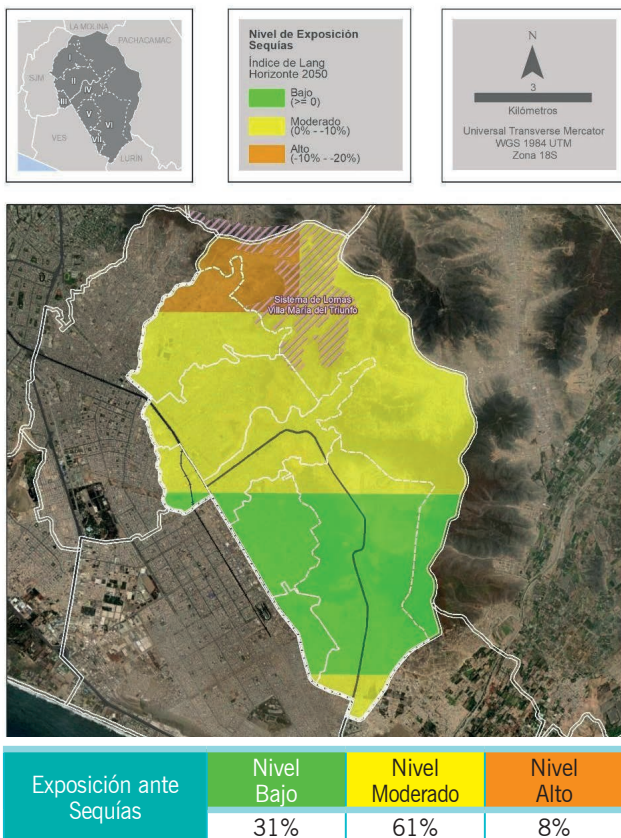 LA MOLINA
PACHACAMAC
SJM
I
II
III
IV
V
VI
VII
VES
LURÍN
Nivel de Exposición
Sequías
Índice de Lang
Horizonte 2050
Bajo
(>= 0)
Moderado
(0% - -10%)
Alto
(-10% - -20%)
N
3
Kilómetros
Universal Transverse Mercator
WGS 1984 UTM
Zona 18S
Sistema de Lomas
Villa María del Triunfo
Exposición ante
Sequías
Nivel
Bajo
Nivel
Moderado
Nivel
Alto
31%
61%
8%